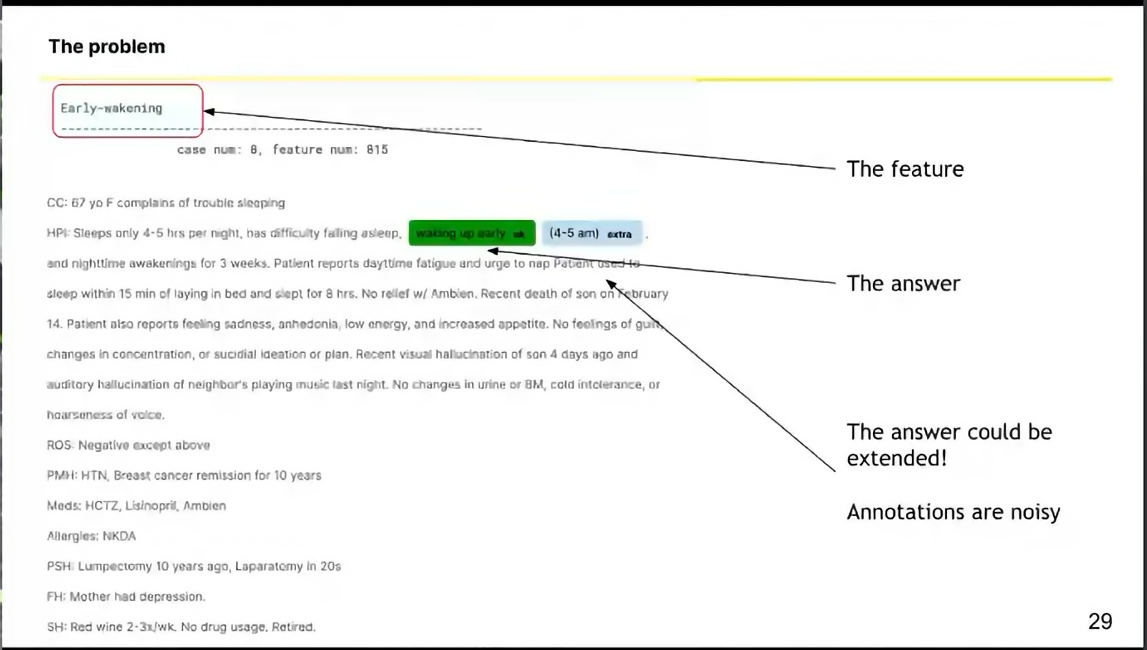 The problem
Early-wakening
case num: 8, feature num: 815
The feature
CC: 67 yo F complains of trouble sleeping
HPI: Sleeps only 4-5 hrs per night, has difficulty falling asleep, waking up early ok (4-5 am) extra ,
and nighttime awakenings for 3 weeks. Patient reports dayttime fatigue and urge to nap Patient used to
The answer
sleep within 15 min of laying in bed and slept for 8 hrs. No relief w/ Ambien. Recent death of son on February
14. Patient also reports feeling sadness, anhedonia, low energy, and increased appetite. No feelings of guilt,
changes in concentration, or sucidial ideation or plan. Recent visual hallucination of son 4 days ago and
auditory hallucination of neighbor's playing music last night. No changes in urine or BM, cold intolerance, or
hoarseness of voice.
The answer could be
extended!
ROS: Negative except above
PMH: HTN, Breast cancer remission for 10 years
Meds: HCTZ, Lisinopril, Ambien
Annotations are noisy
Allergies: NKDA
PSH: Lumpectomy 10 years ago, Laparatomy in 20s
FH: Mother had depression.
SH: Red wine 2-3x/wk. No drug usage. Retired.
29